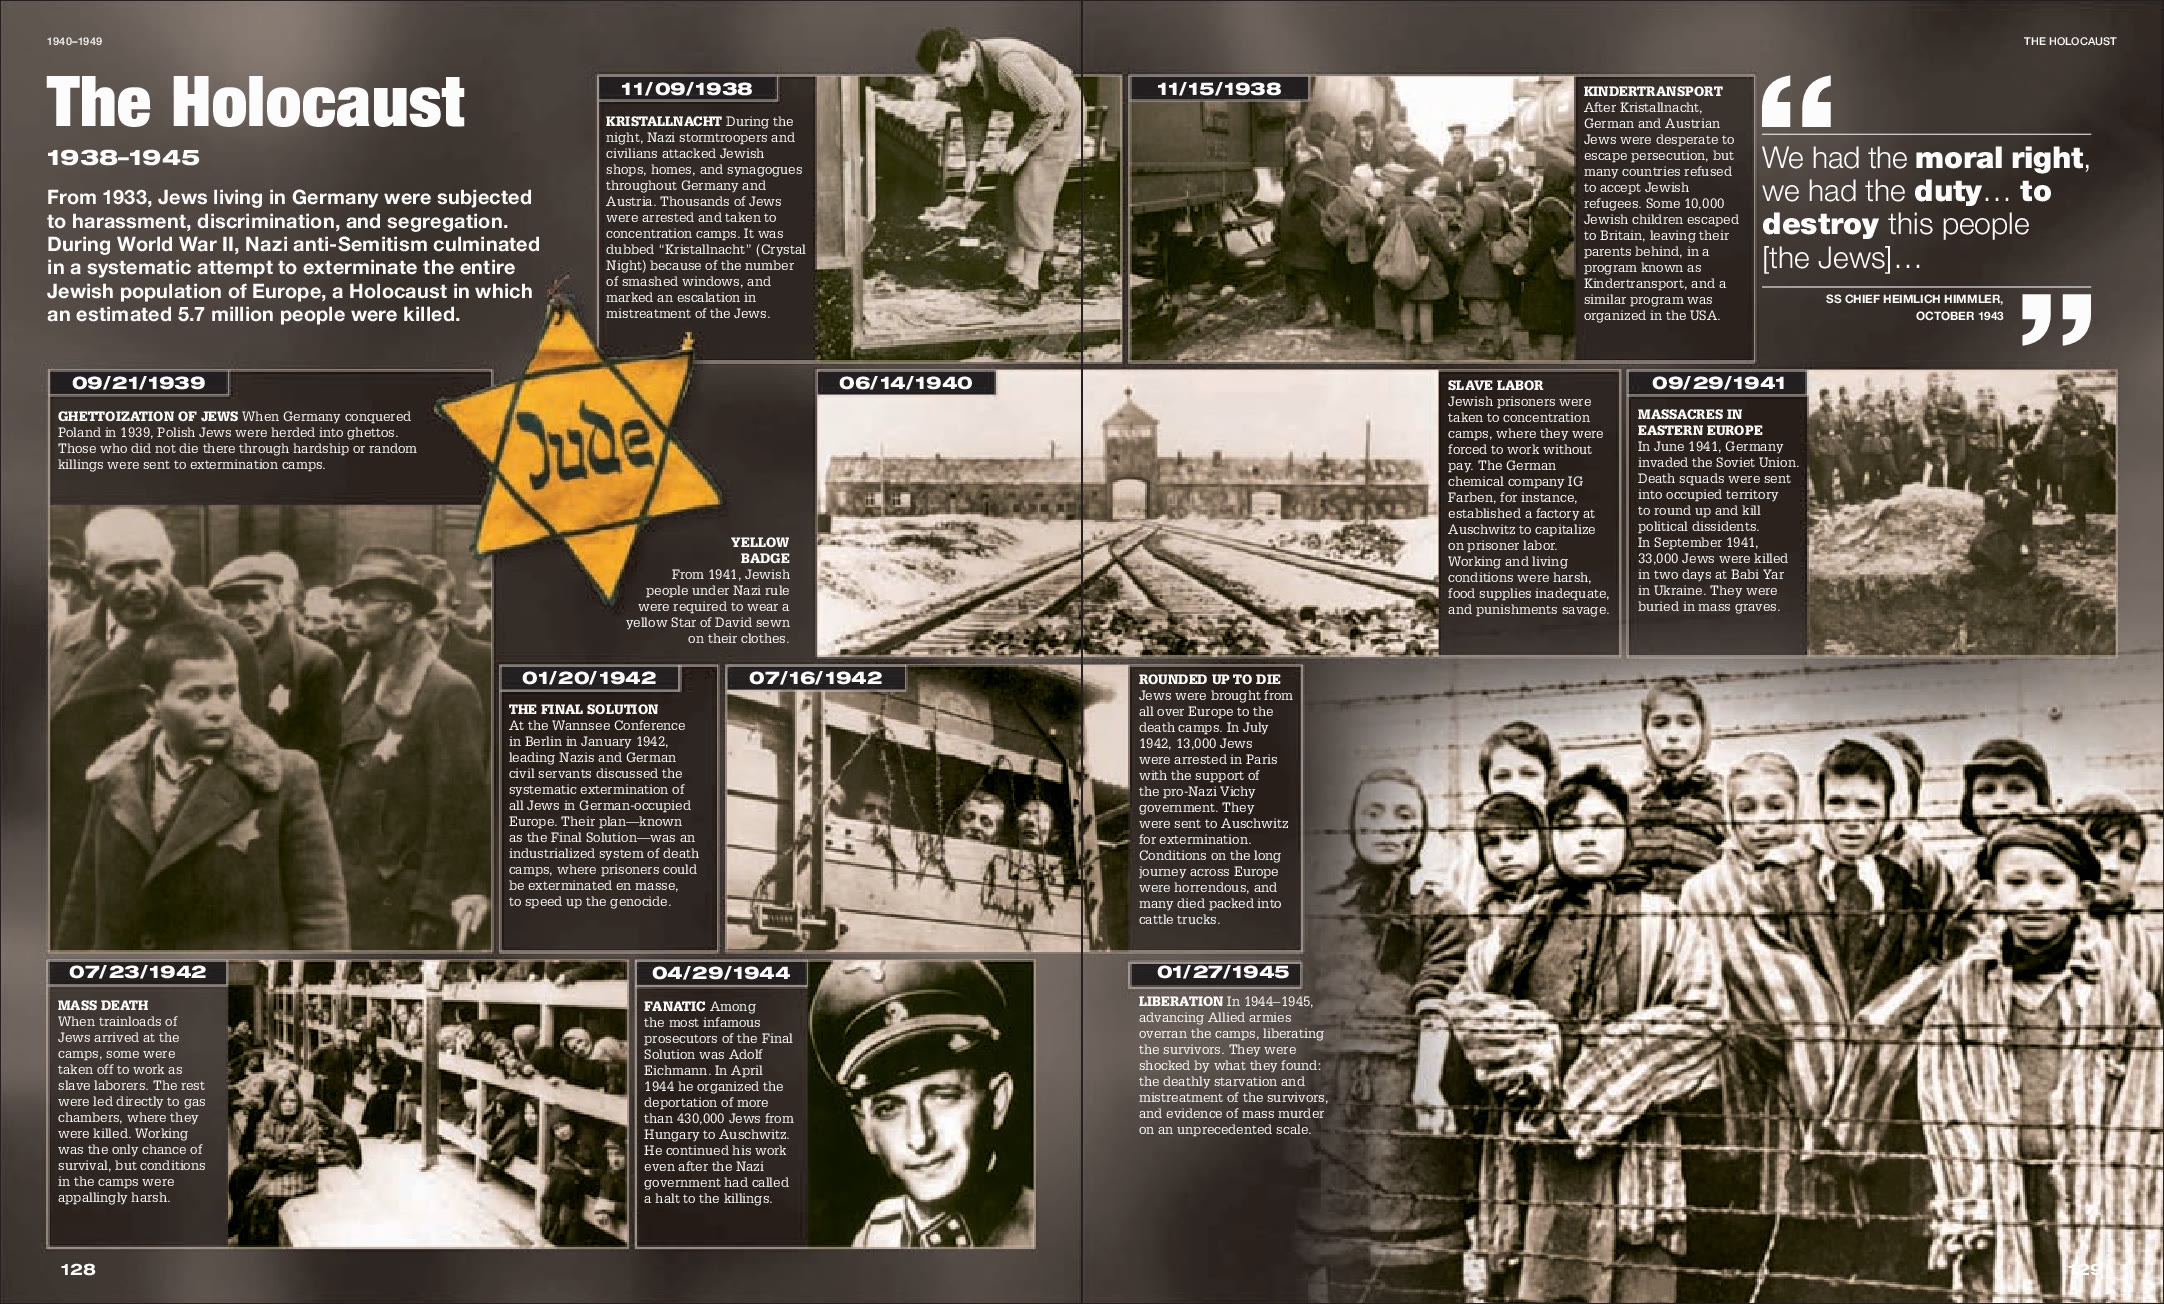 1940–1949
THE HOLOCAUST
The Holocaust
1938–1945
From 1933, Jews living in Germany were subjected
to harassment, discrimination, and segregation.
During World War II, Nazi anti-Semitism culminated
in a systematic attempt to exterminate the entire
Jewish population of Europe, a Holocaust in which
an estimated 5.7 million people were killed.
11/09/1938
KRISTALLNACHT During the
night, Nazi stormtroopers and
civilians attacked Jewish
shops, homes, and synagogues
throughout Germany and
Austria. Thousands of Jews
were arrested and taken to
concentration camps. It was
dubbed “Kristallnacht” (Crystal
Night) because of the number
of smashed windows, and
marked an escalation in
mistreatment of the Jews.
11/15/1938
KINDERTRANSPORT
After Kristallnacht,
German and Austrian
Jews were desperate to
escape persecution, but
many countries refused
to accept Jewish
refugees. Some 10,000
Jewish children escaped
to Britain, leaving their
parents behind, in a
program known as
Kindertransport, and a
similar program was
organized in the USA.
“
We had the moral right,
we had the duty… to
destroy this people
[the Jews]…
SS CHIEF HEIMLICH HIMMLER,
OCTOBER 1943
”
09/21/1939
GHETTOIZATION OF JEWS When Germany conquered
Poland in 1939, Polish Jews were herded into ghettos.
Those who did not die there through hardship or random
killings were sent to extermination camps.
Jude
YELLOW
BADGE
From 1941, Jewish
people under Nazi rule
were required to wear a
yellow Star of David sewn
on their clothes.
06/14/1940
SLAVE LABOR
Jewish prisoners were
taken to concentration
camps, where they were
forced to work without
pay. The German
chemical company IG
Farben, for instance,
established a factory at
Auschwitz to capitalize
on prisoner labor.
Working and living
conditions were harsh,
food supplies inadequate,
and punishments savage.
09/29/1941
MASSACRES IN
EASTERN EUROPE
In June 1941, Germany
invaded the Soviet Union.
Death squads were sent
into occupied territory
to round up and kill
political dissidents.
In September 1941,
33,000 Jews were killed
in two days at Babi Yar
in Ukraine. They were
buried in mass graves.
01/20/1942
THE FINAL SOLUTION
At the Wannsee Conference
in Berlin in January 1942,
leading Nazis and German
civil servants discussed the
systematic extermination of
all Jews in German-occupied
Europe. Their plan—known
as the Final Solution—was an
industrialized system of death
camps, where prisoners could
be exterminated en masse,
to speed up the genocide.
07/16/1942
ROUNDED UP TO DIE
Jews were brought from
all over Europe to the
death camps. In July
1942, 13,000 Jews
were arrested in Paris
with the support of
the pro-Nazi Vichy
government. They
were sent to Auschwitz
for extermination.
Conditions on the long
journey across Europe
were horrendous, and
many died packed into
cattle trucks.
07/23/1942
MASS DEATH
When trainloads of
Jews arrived at the
camps, some were
taken off to work as
slave laborers. The rest
were led directly to gas
chambers, where they
were killed. Working
was the only chance of
survival, but conditions
in the camps were
appallingly harsh.
04/29/1944
FANATIC Among
the most infamous
prosecutors of the Final
Solution was Adolf
Eichmann. In April
1944 he organized the
deportation of more
than 430,000 Jews from
Hungary to Auschwitz.
He continued his work
even after the Nazi
government had called
a halt to the killings.
01/27/1945
LIBERATION In 1944–1945,
advancing Allied armies
overran the camps, liberating
the survivors. They were
shocked by what they found:
the deathly starvation and
mistreatment of the survivors,
and evidence of mass murder
on an unprecedented scale.
128
129